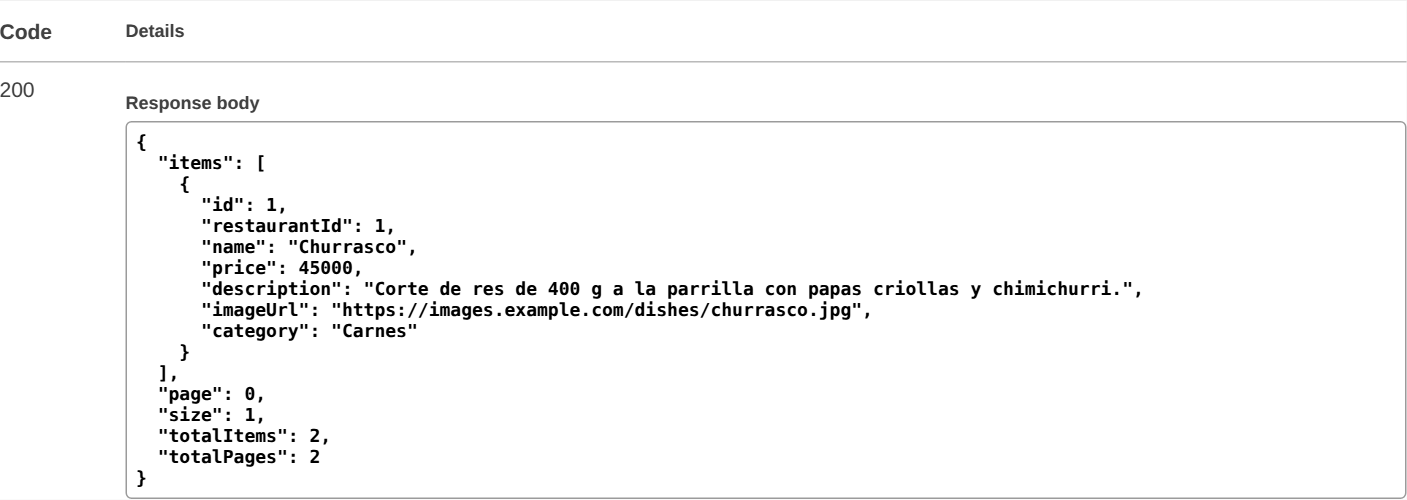 Code Details
200
Response body
{
  "items": [
    {
      "id": 1,
      "restaurantId": 1,
      "name": "Churrasco",
      "price": 45000,
      "description": "Corte de res de 400 g a la parrilla con papas criollas y chimichurri.",
      "imageUrl": "https://images.example.com/dishes/churrasco.jpg",
      "category": "Carnes"
    }
  ],
  "page": 0,
  "size": 1,
  "totalItems": 2,
  "totalPages": 2
}